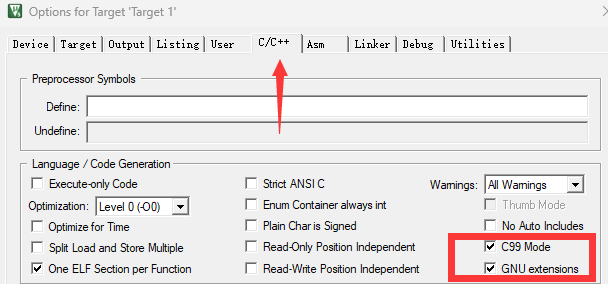 Options for Target 'Target 1'
Device Target Output Listing User C/C++ Asm Linker Debug Utilities
Preprocessor Symbols
Define:
Undefine:
Language / Code Generation
Execute-only Code Strict ANSI C Warnings: All Warnings
Optimization: Level 0 (-O0) Enum Container always int Thumb Mode
Optimize for Time Plain Char is Signed No Auto Includes
Split Load and Store Multiple Read-Only Position Independent C99 Mode
One ELF Section per Function Read-Write Position Independent GNU extensions